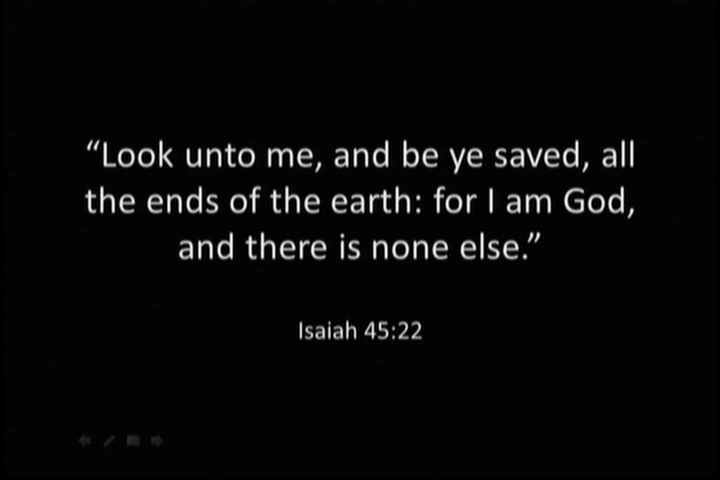 “Look unto me, and be ye saved, all
the ends of the earth: for I am God,
and there is none else.”
Isaiah 45:22